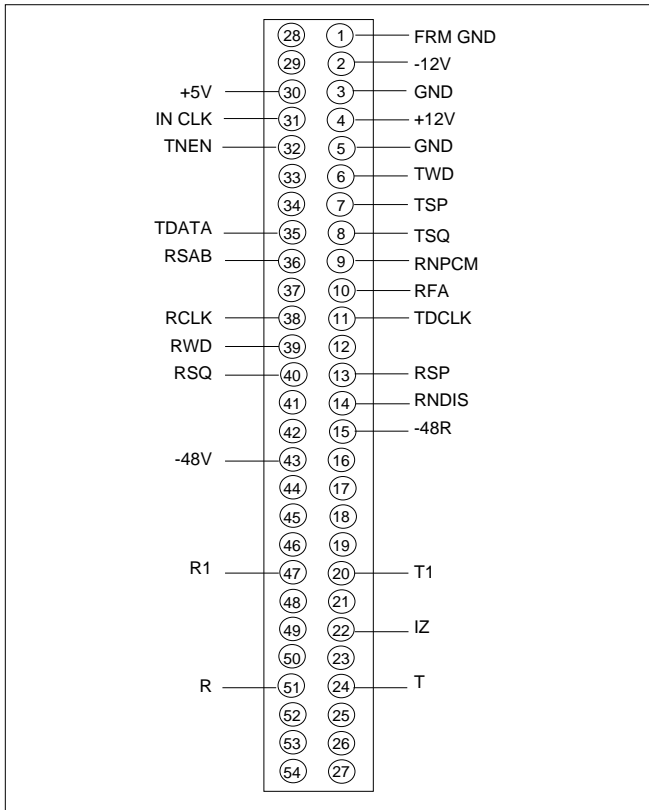 28 1 FRM GND
29 2 -12V
+5V 30 3 GND
IN CLK 31 4 +12V
TNEN 32 5 GND
33 6 TWD
34 7 TSP
TDATA 35 8 TSQ
RSAB 36 9 RNPCM
37 10 RFA
RCLK 38 11 TDCLK
RWD 39 12
RSQ 40 13 RSP
41 14 RNDIS
42 15 -48R
-48V 43 16
44 17
45 18
46 19
R1 47 20 T1
48 21
49 22 IZ
50 23
R 51 24 T
52 25
53 26
54 27